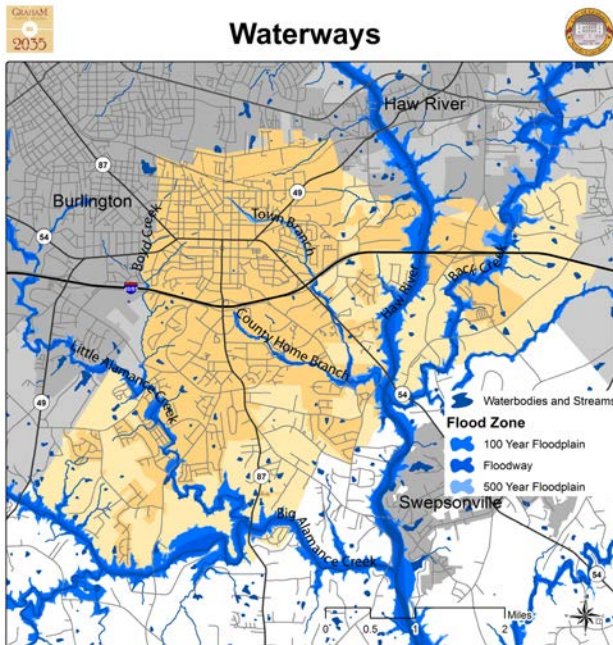 GRAHAM
2035
Waterways
Haw River
87
49
Burlington
Town Branch
54
Boyd Creek
Back Creek
Haw River
County Home Branch
Little Alamance Creek
54
Waterbodies and Streams
49
Flood Zone
100 Year Floodplain
Floodway
87
500 Year Floodplain
Swepsonville
Big Alamance Creek
54
Miles
0 0.5 1 2